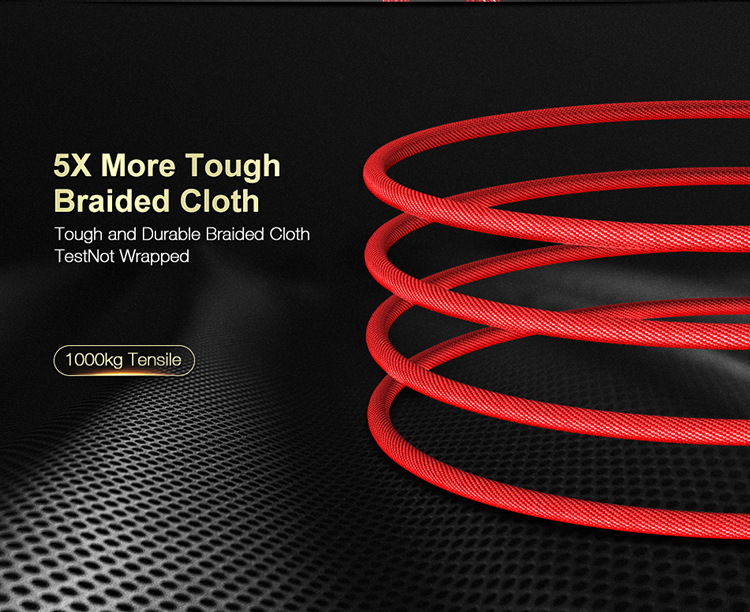 5X More Tough
Braided Cloth
Tough and Durable Braided Cloth
TestNot Wrapped
1000kg Tensile